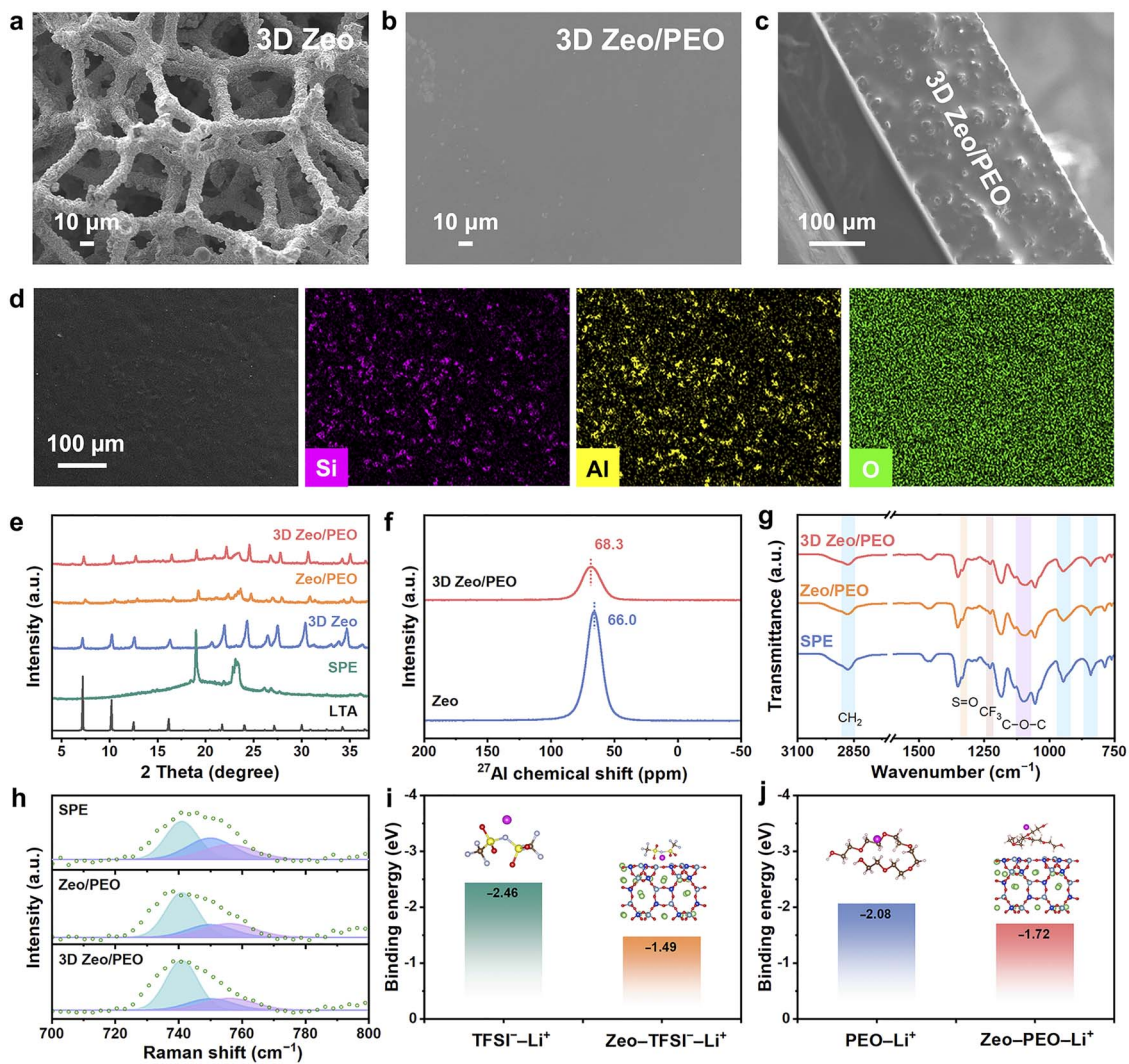 a
3D Zeo
10 μm
b
3D Zeo/PEO
10 μm
c
3D Zeo/PEO
100 μm
d
100 μm
Si
Al
O
e
Intensity (a.u.)
3D Zeo/PEO
Zeo/PEO
3D Zeo
SPE
LTA
5 10 15 20 25 30 35
2 Theta (degree)
f
Intensity (a.u.)
68.3
3D Zeo/PEO
66.0
Zeo
200 150 100 50 0 -50
²⁷Al chemical shift (ppm)
g
Transmittance (a.u.)
3D Zeo/PEO
Zeo/PEO
SPE
CH₂
S=O
CF₃
C–O–C
3100 2850 1500 1250 1000 750
Wavenumber (cm⁻¹)
h
Intensity (a.u.)
SPE
Zeo/PEO
3D Zeo/PEO
700 720 740 760 780 800
Raman shift (cm⁻¹)
i
Binding energy (eV)
-4
-3
-2
-1
0
−2.46
−1.49
TFSI⁻–Li⁺
Zeo–TFSI⁻–Li⁺
j
Binding energy (eV)
-4
-3
-2
-1
0
−2.08
−1.72
PEO–Li⁺
Zeo–PEO–Li⁺